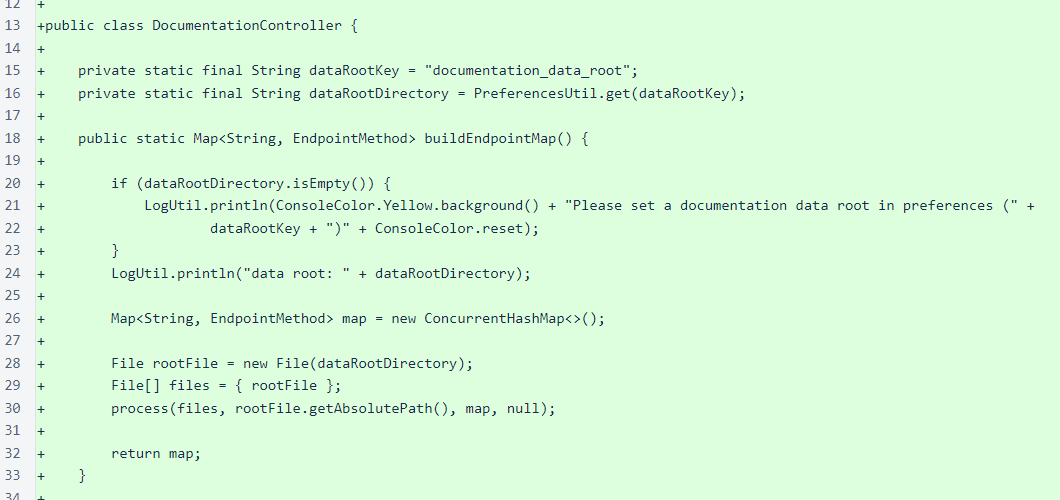 12 +
13 +public class DocumentationController {
14 +
15 +    private static final String dataRootKey = "documentation_data_root";
16 +    private static final String dataRootDirectory = PreferencesUtil.get(dataRootKey);
17 +
18 +    public static Map<String, EndpointMethod> buildEndpointMap() {
19 +
20 +        if (dataRootDirectory.isEmpty()) {
21 +            LogUtil.println(ConsoleColor.Yellow.background() + "Please set a documentation data root in preferences (" +
22 +                    dataRootKey + ")" + ConsoleColor.reset);
23 +        }
24 +        LogUtil.println("data root: " + dataRootDirectory);
25 +
26 +        Map<String, EndpointMethod> map = new ConcurrentHashMap<>();
27 +
28 +        File rootFile = new File(dataRootDirectory);
29 +        File[] files = { rootFile };
30 +        process(files, rootFile.getAbsolutePath(), map, null);
31 +
32 +        return map;
33 +    }
34 +